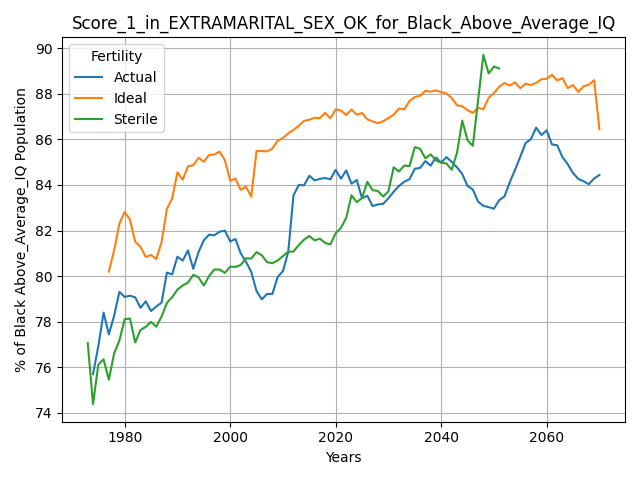 Score_1_in_EXTRAMARITAL_SEX_OK_for_Black_Above_Average_IQ
90
88
86
84
82
80
78
76
74
% of Black Above_Average_IQ Population
Fertility
Actual
Ideal
Sterile
1980 2000 2020 2040 2060
Years